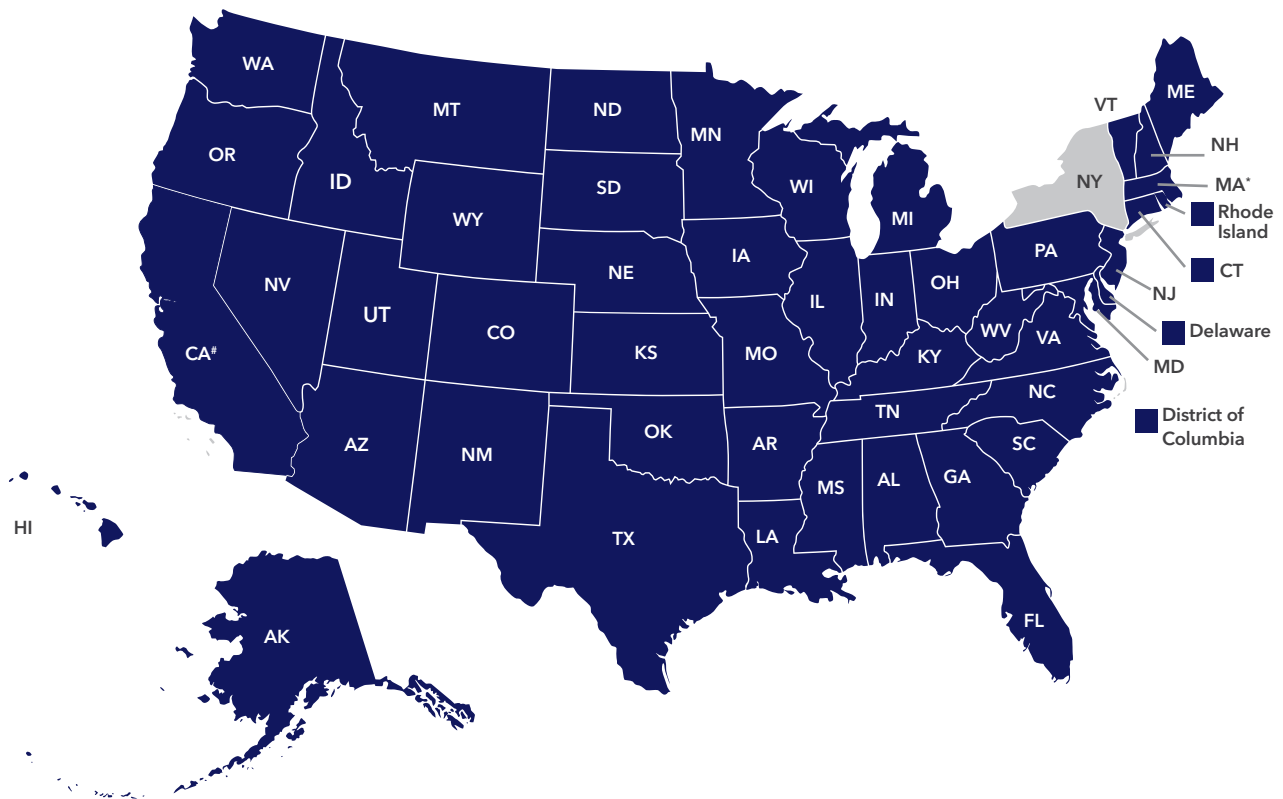 WA
MT
ND
MN
VT
ME
OR
ID
SD
WI
NY
NH
MA*
WY
MI
Rhode
Island
IA
PA
NE
CT
NV
UT
IL
IN
OH
NJ
CO
WV
VA
Delaware
CA#
KS
MO
KY
MD
NC
District of
Columbia
TN
AZ
NM
OK
AR
SC
MS
AL
GA
HI
TX
LA
FL
AK